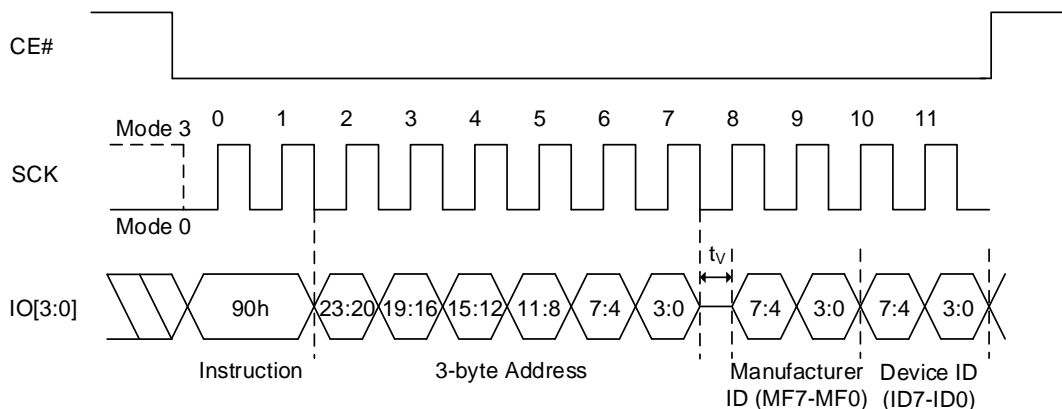 CE#
0 1 2 3 4 5 6 7 8 9 10 11
Mode 3
SCK
Mode 0
tV
IO[3:0] 90h 23:20 19:16 15:12 11:8 7:4 3:0 7:4 3:0 7:4 3:0
Instruction 3-byte Address Manufacturer Device ID
ID (MF7-MF0) (ID7-ID0)